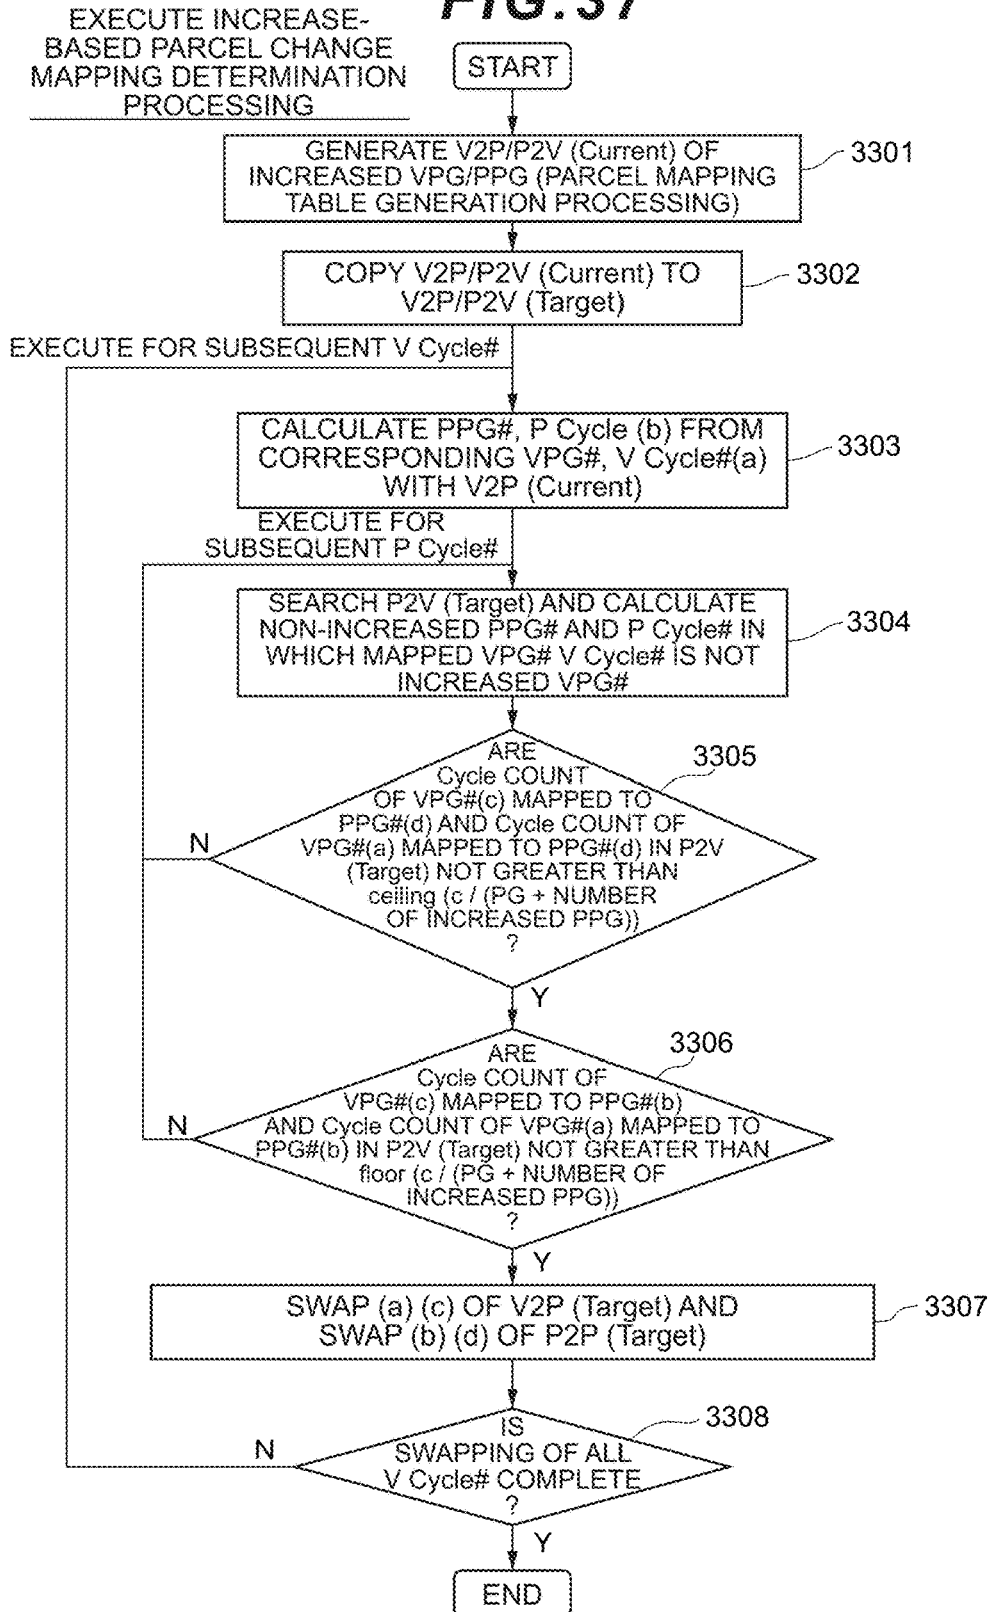 FIG.37
EXECUTE INCREASE-
BASED PARCEL CHANGE
MAPPING DETERMINATION
PROCESSING
START
GENERATE V2P/P2V (Current) OF
INCREASED VPG/PPG (PARCEL MAPPING
TABLE GENERATION PROCESSING)
3301
COPY V2P/P2V (Current) TO
V2P/P2V (Target)
3302
EXECUTE FOR SUBSEQUENT V Cycle#
CALCULATE PPG#, P Cycle (b) FROM
CORRESPONDING VPG#, V Cycle#(a)
WITH V2P (Current)
3303
EXECUTE FOR
SUBSEQUENT P Cycle#
SEARCH P2V (Target) AND CALCULATE
NON-INCREASED PPG# AND P Cycle# IN
WHICH MAPPED VPG# V Cycle# IS NOT
INCREASED VPG#
3304
ARE
Cycle COUNT
OF VPG#(c) MAPPED TO
PPG#(d) AND Cycle COUNT OF
VPG#(a) MAPPED TO PPG#(d) IN P2V
(Target) NOT GREATER THAN
ceiling (c / (PG + NUMBER
OF INCREASED PPG))
?
3305
N
Y
ARE
Cycle COUNT OF
VPG#(c) MAPPED TO PPG#(b)
AND Cycle COUNT OF VPG#(a) MAPPED TO
PPG#(b) IN P2V (Target) NOT GREATER THAN
floor (c / (PG + NUMBER OF
INCREASED PPG))
?
3306
N
Y
SWAP (a) (c) OF V2P (Target) AND
SWAP (b) (d) OF P2P (Target)
3307
IS
SWAPPING OF ALL
V Cycle# COMPLETE
?
3308
N
Y
END